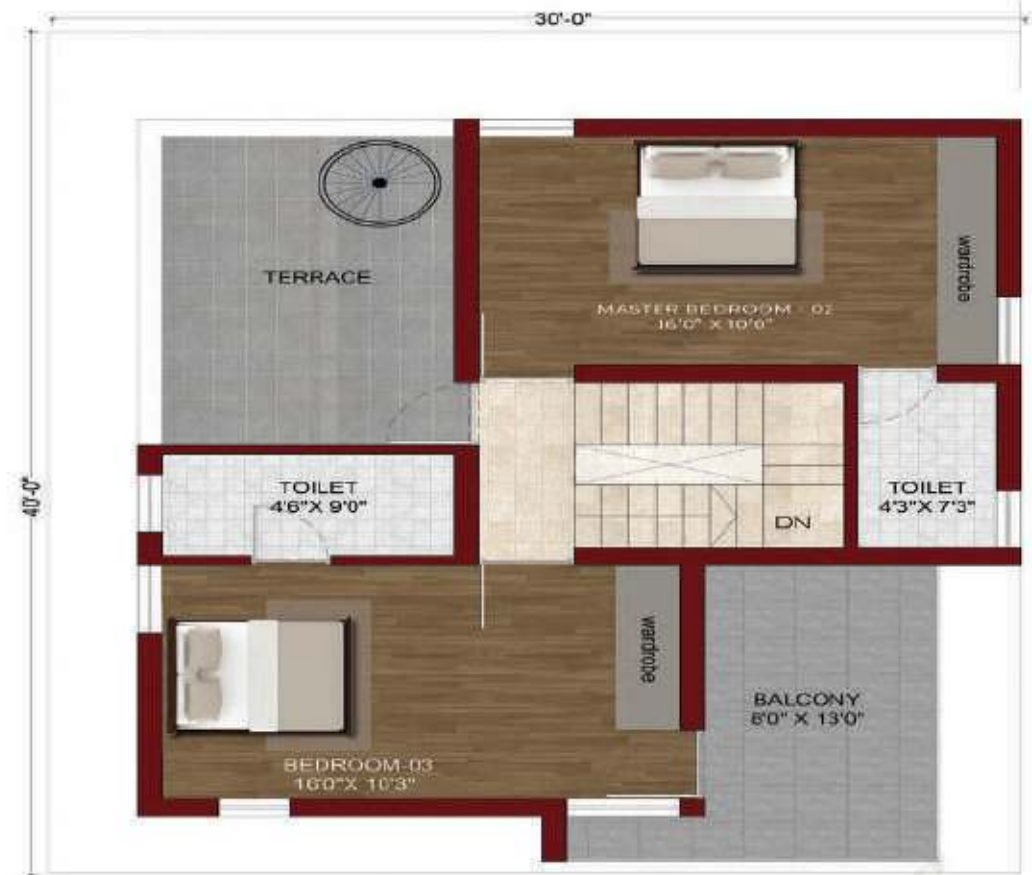 30'-0"
TERRACE
MASTER BEDROOM - 02
16'0" X 10'0"
wardrobe
40'-0"
TOILET
4'6"X 9'0"
TOILET
4'3"X 7'3"
DN
wardrobe
BALCONY
8'0" X 13'0"
BEDROOM-03
16'0"X 10'3"